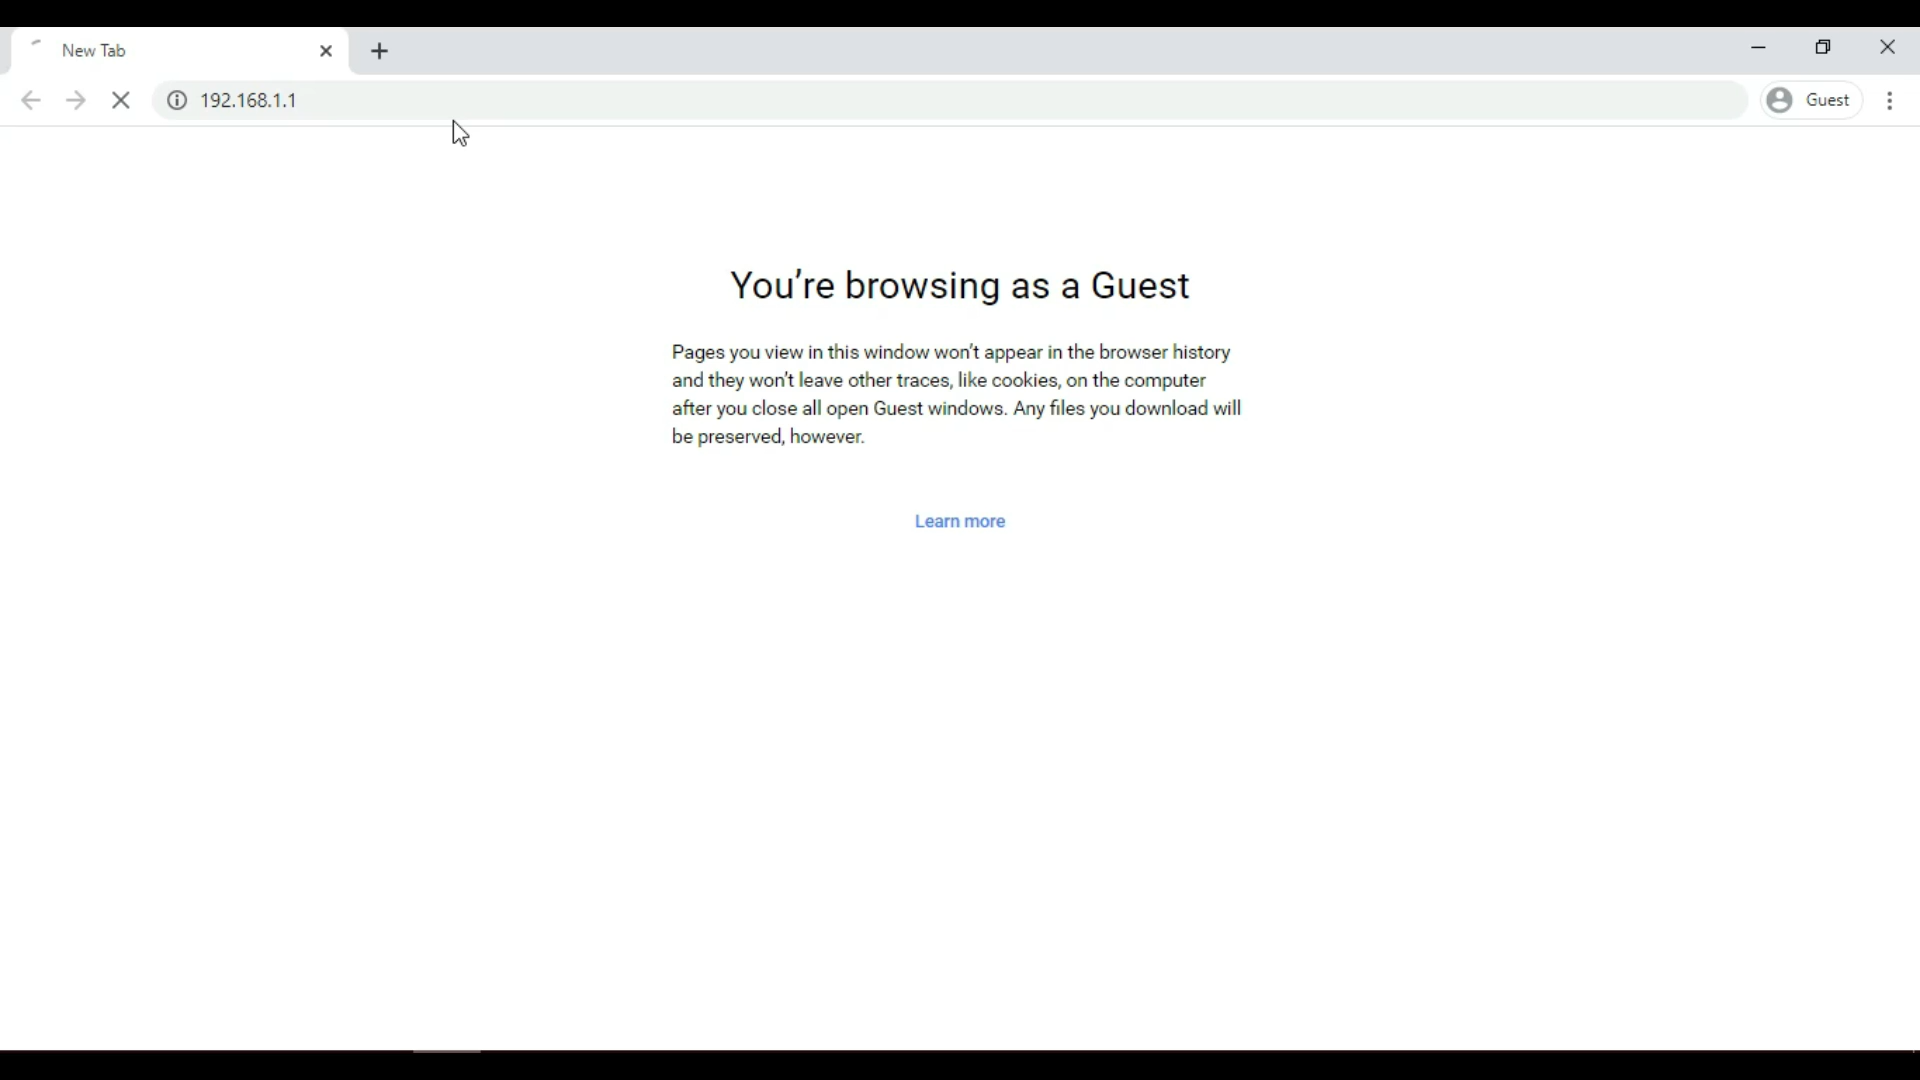 New Tab
192.168.1.1
Guest
You’re browsing as a Guest
Pages you view in this window won’t appear in the browser history
and they won’t leave other traces, like cookies, on the computer
after you close all open Guest windows. Any files you download will
be preserved, however.
Learn more